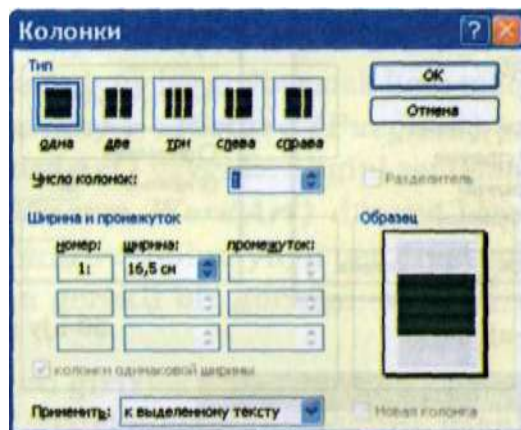 Колонки
Тип
одна две три слева справа
ОК
Отмена
Число колонок: 1
Разделитель
Ширина и промежуток
Образец
номер: ширина: промежуток:
1: 16,5 см
колонки одинаковой ширины
Применить: к выделенному тексту
Новая колонка